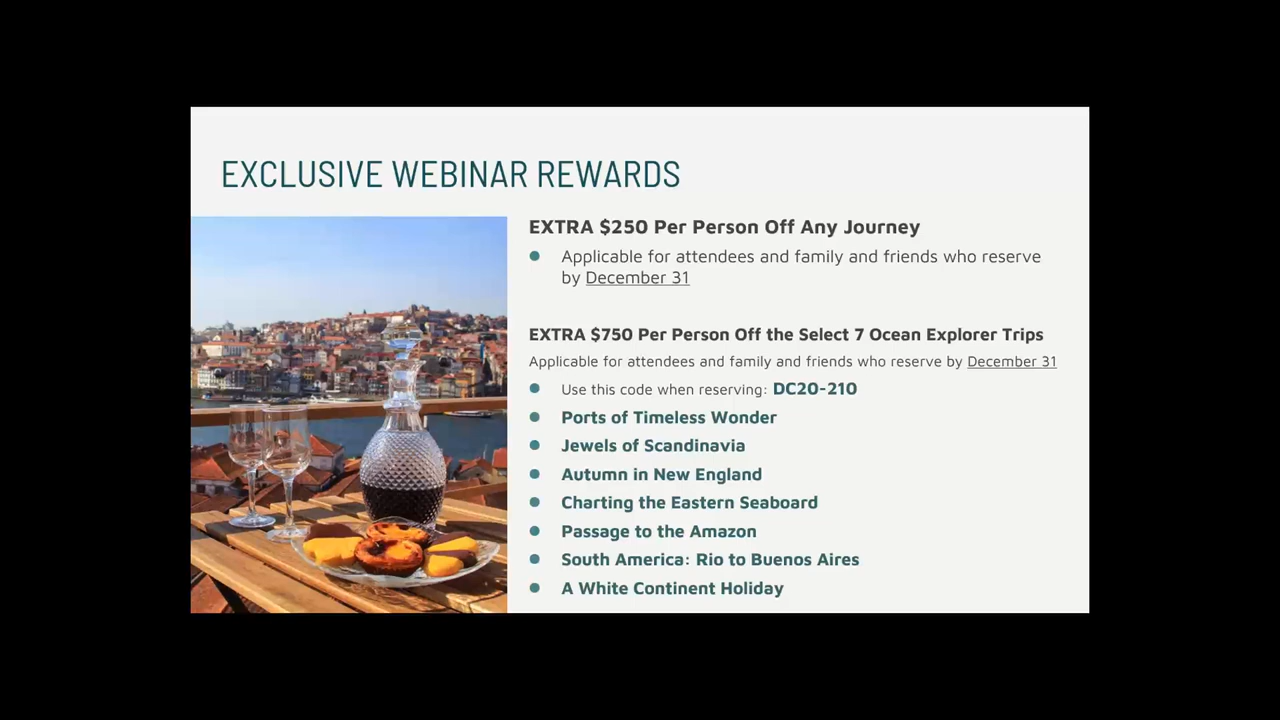 EXCLUSIVE WEBINAR REWARDS
EXTRA $250 Per Person Off Any Journey
Applicable for attendees and family and friends who reserve
by December 31
EXTRA $750 Per Person Off the Select 7 Ocean Explorer Trips
Applicable for attendees and family and friends who reserve by December 31
Use this code when reserving: DC20-210
Ports of Timeless Wonder
Jewels of Scandinavia
Autumn in New England
Charting the Eastern Seaboard
Passage to the Amazon
South America: Rio to Buenos Aires
A White Continent Holiday